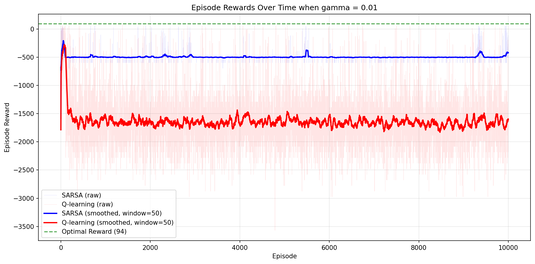 Episode Rewards Over Time when gamma = 0.01
Episode Reward
0
−500
−1000
−1500
−2000
−2500
−3000
−3500
SARSA (raw)
Q-learning (raw)
SARSA (smoothed, window=50)
Q-learning (smoothed, window=50)
Optimal Reward (94)
0
2000
4000
6000
8000
10000
Episode